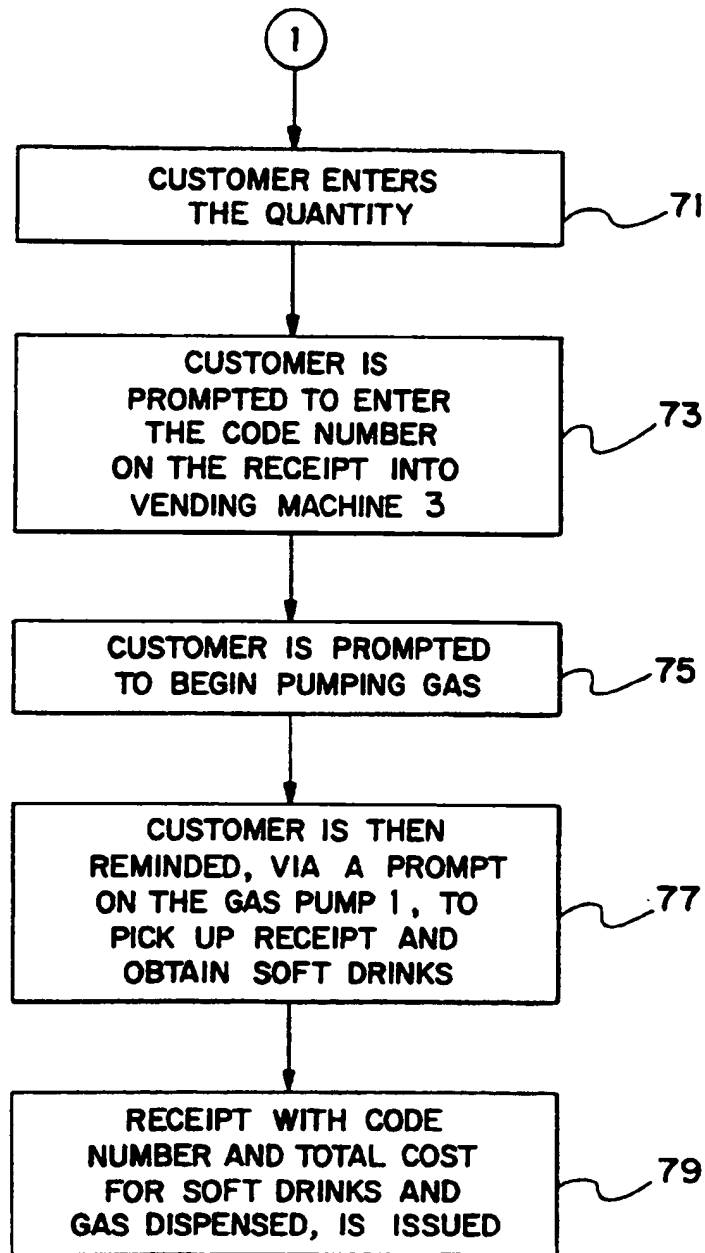 1
CUSTOMER ENTERS
THE QUANTITY
71
CUSTOMER IS
PROMPTED TO ENTER
THE CODE NUMBER
ON THE RECEIPT INTO
VENDING MACHINE 3
73
CUSTOMER IS PROMPTED
TO BEGIN PUMPING GAS
75
CUSTOMER IS THEN
REMINDED, VIA A PROMPT
ON THE GAS PUMP 1, TO
PICK UP RECEIPT AND
OBTAIN SOFT DRINKS
77
RECEIPT WITH CODE
NUMBER AND TOTAL COST
FOR SOFT DRINKS AND
GAS DISPENSED, IS ISSUED
79